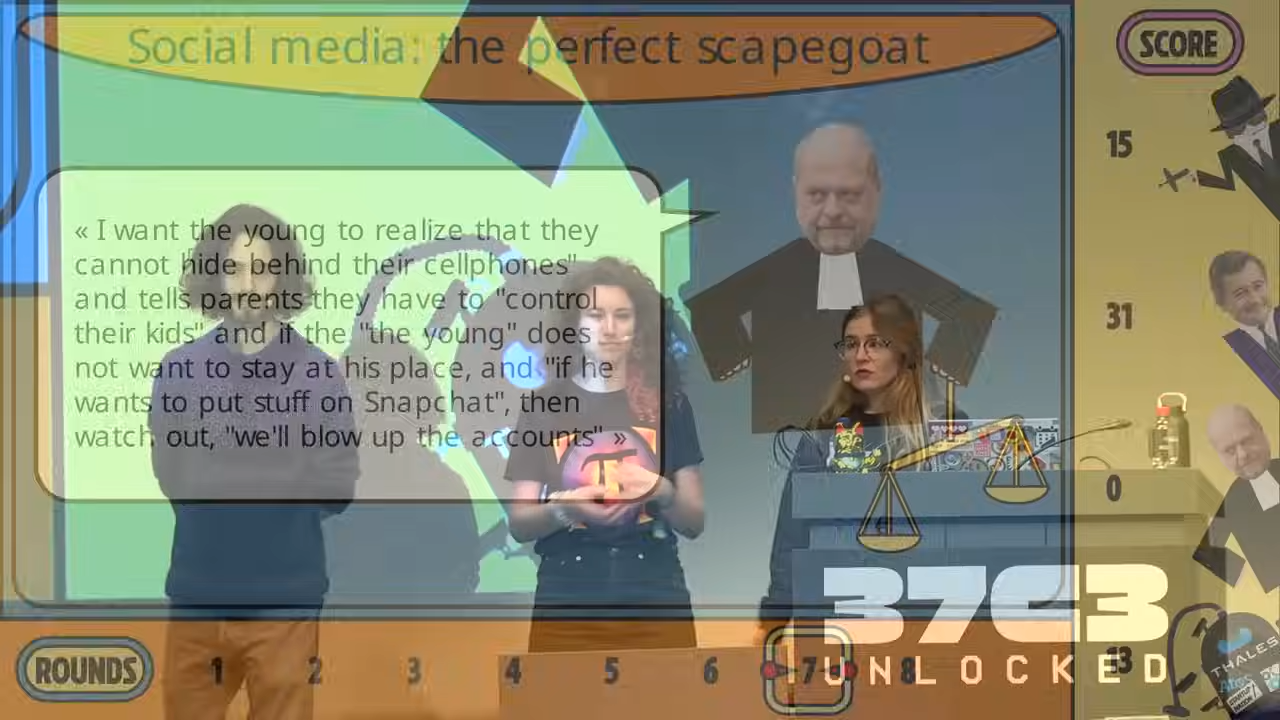 Social media: the perfect scapegoat
SCORE
15
« I want the young to realize that they
cannot hide behind their cellphones"
and tells parents they have to "control
their kids" and if the "the young" does
not want to stay at his place, and "if he
wants to put stuff on Snapchat", then
watch out, "we'll blow up the accounts" »
31
0
37C3
UNLOCKED
13
THALES
Atos
ROUNDS
1
2
3
4
5
6
7
8